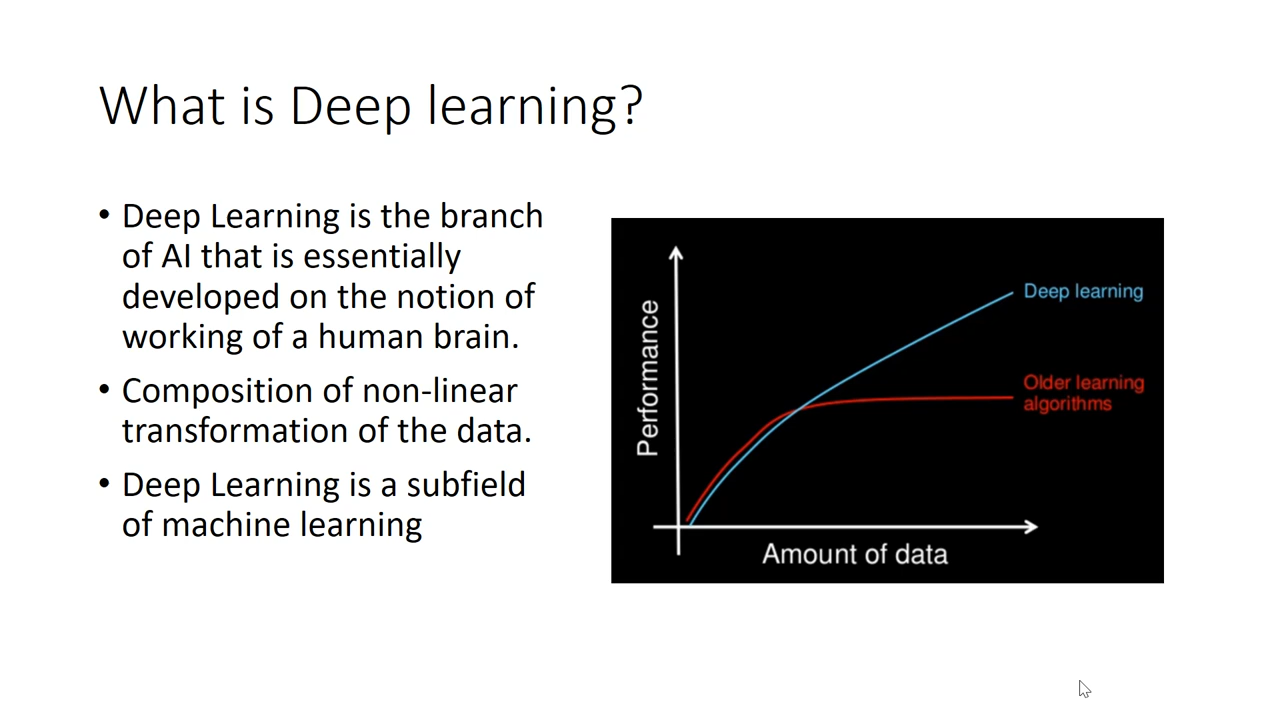 What is Deep learning?
• Deep Learning is the branch
of AI that is essentially
developed on the notion of
working of a human brain.
• Composition of non-linear
transformation of the data.
• Deep Learning is a subfield
of machine learning
Performance
Deep learning
Older learning
algorithms
Amount of data